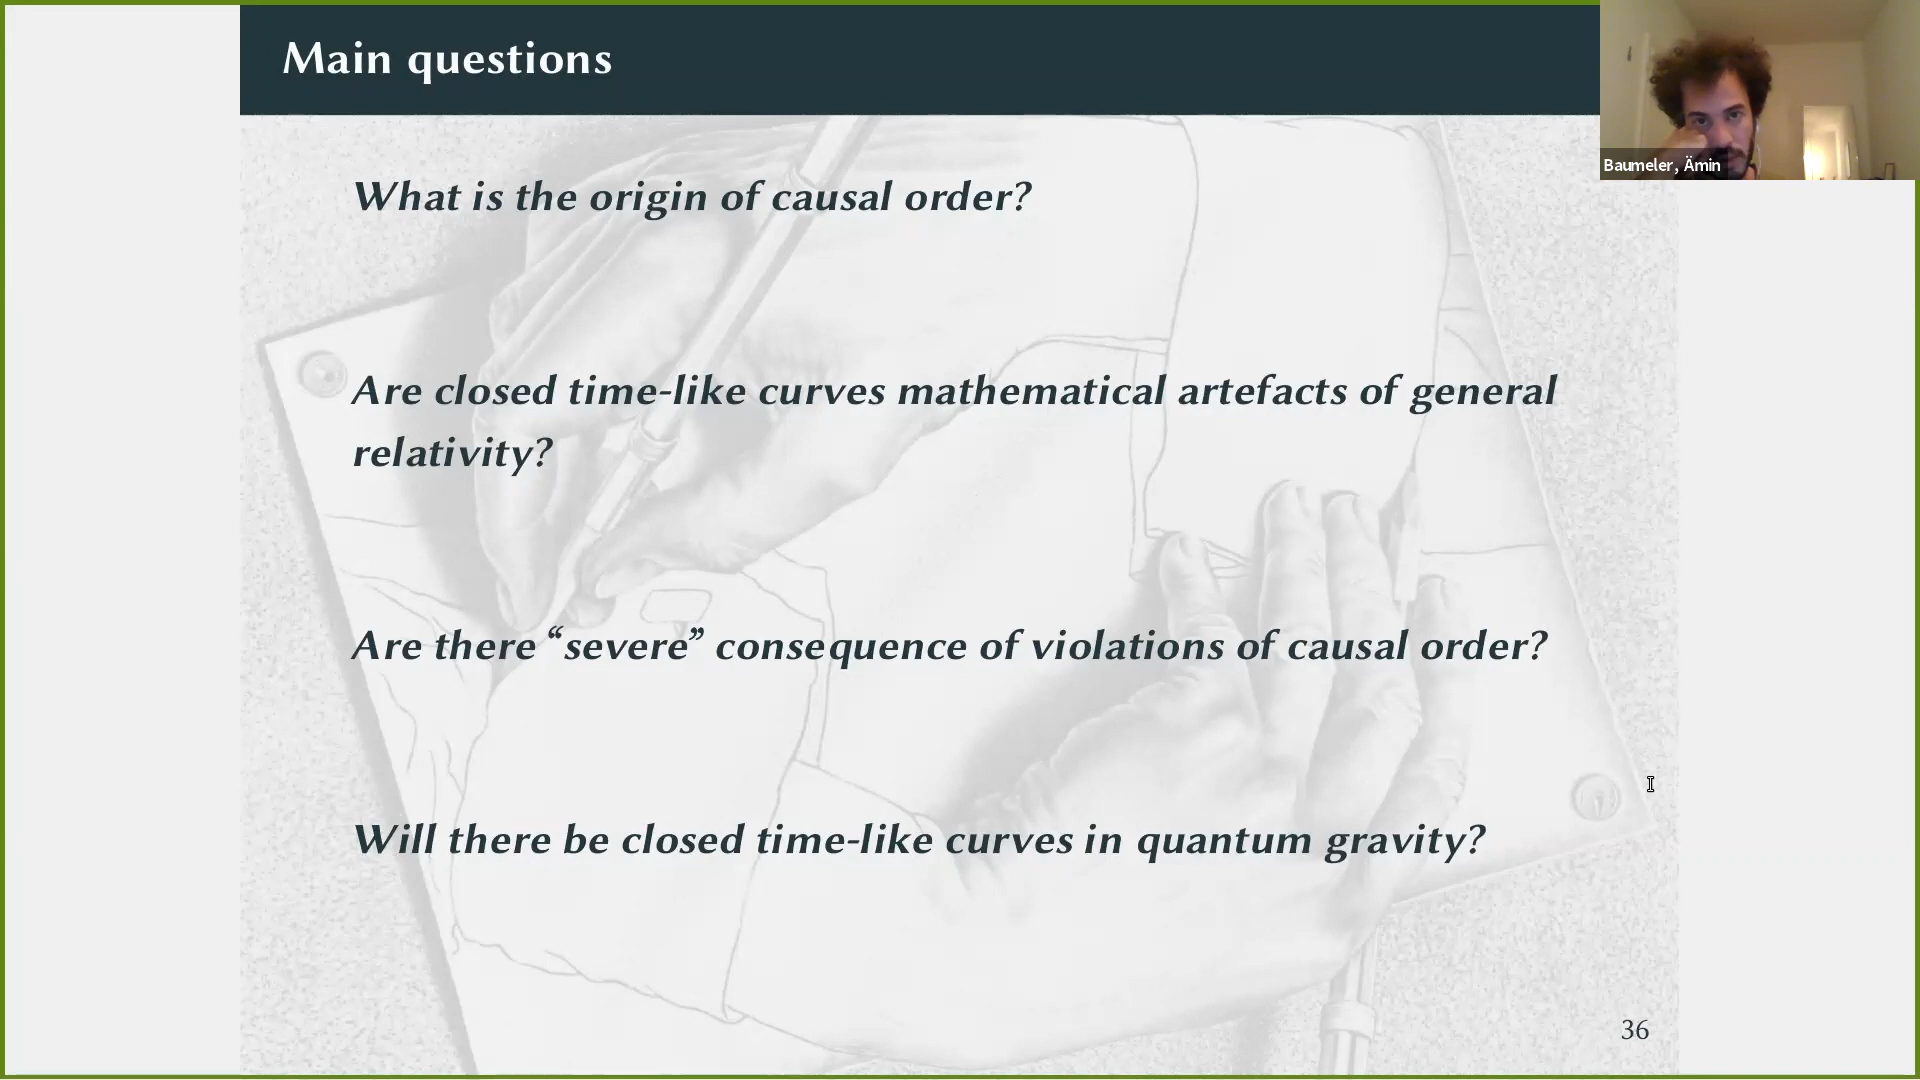 Main questions
Baumeler, Ämin
What is the origin of causal order?
Are closed time-like curves mathematical artefacts of general
relativity?
Are there “severe” consequence of violations of causal order?
Will there be closed time-like curves in quantum gravity?
36